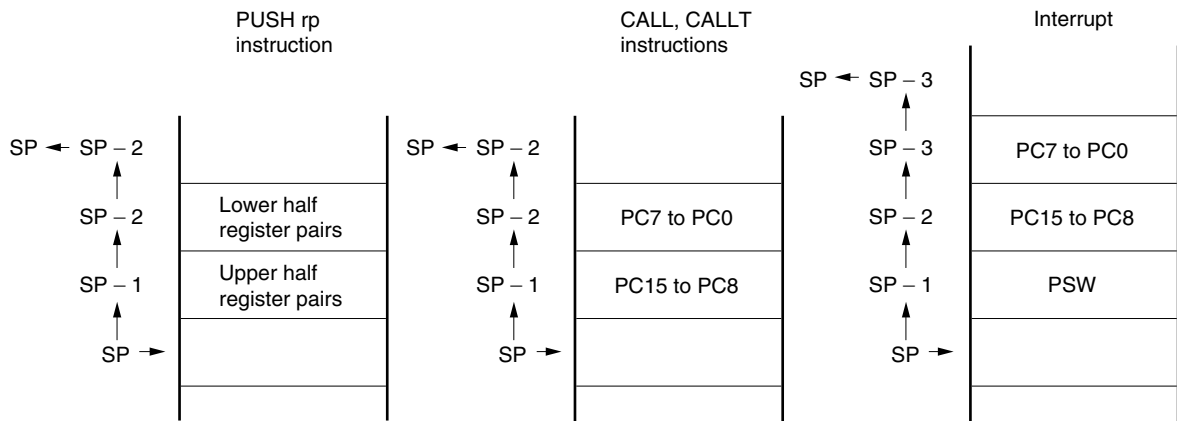 PUSH rp
instruction
SP SP – 2
SP – 2
Lower half
register pairs
SP – 1
Upper half
register pairs
SP
CALL, CALLT
instructions
SP SP – 2
SP – 2
PC7 to PC0
SP – 1
PC15 to PC8
SP
Interrupt
SP SP – 3
SP – 3
PC7 to PC0
SP – 2
PC15 to PC8
SP – 1
PSW
SP